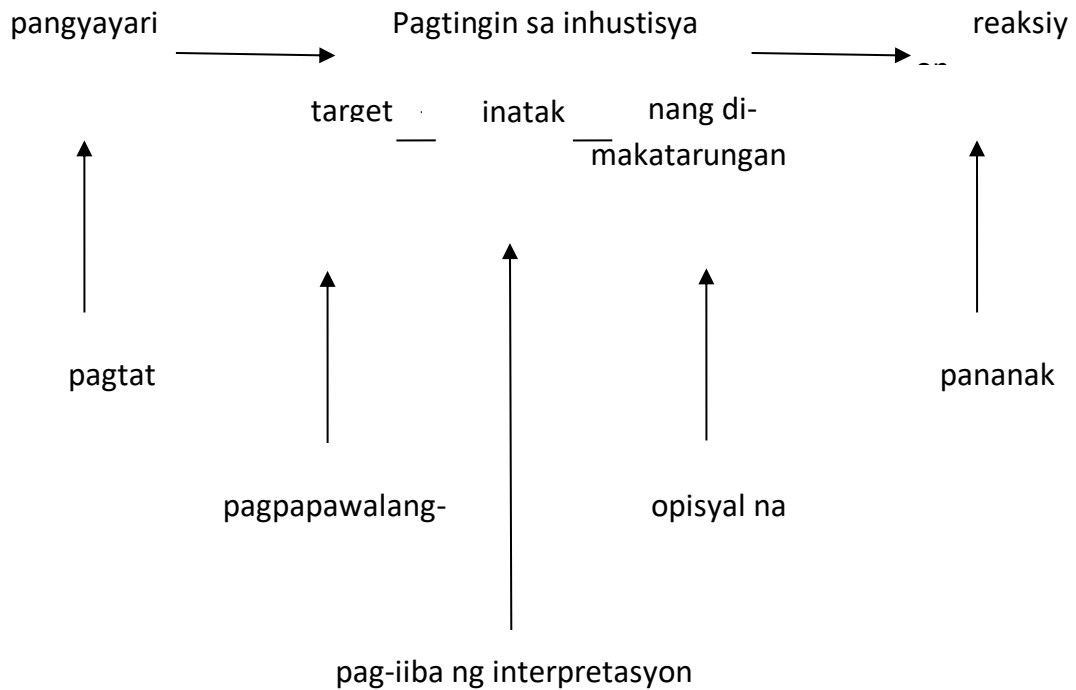 pangyayari Pagtingin sa inhustisya reaksiy
target inatak nang di-
makatarungan
pagtat pananak
pagpapawalang- opisyal na
pag-iiba ng interpretasyon